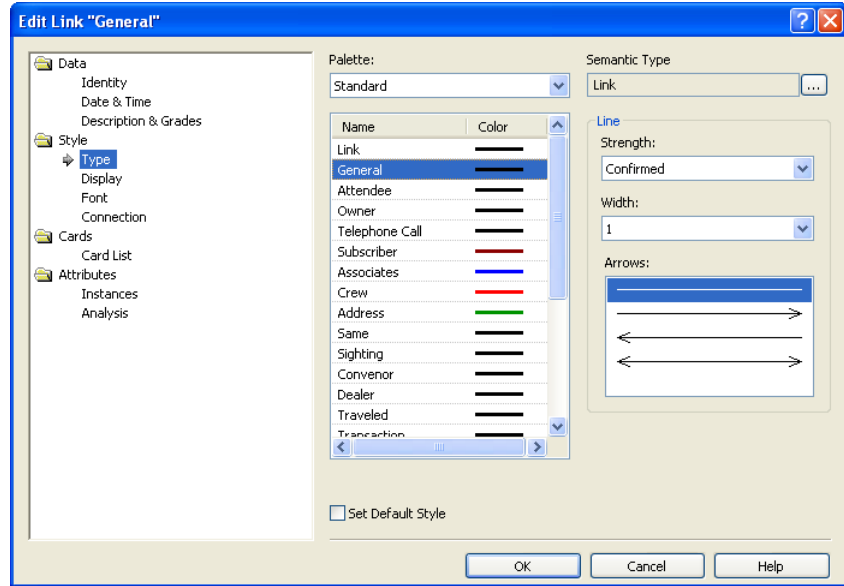 Edit Link "General"
Data
Identity
Date & Time
Description & Grades
Style
Type
Display
Font
Connection
Cards
Card List
Attributes
Instances
Analysis
Palette:
Standard
Name Color
Link
General
Attendee
Owner
Telephone Call
Subscriber
Associates
Crew
Address
Same
Sighting
Convenor
Dealer
Traveled
Transaction
Set Default Style
Semantic Type
Link ...
Line
Strength:
Confirmed
Width:
1
Arrows:
OK Cancel Help